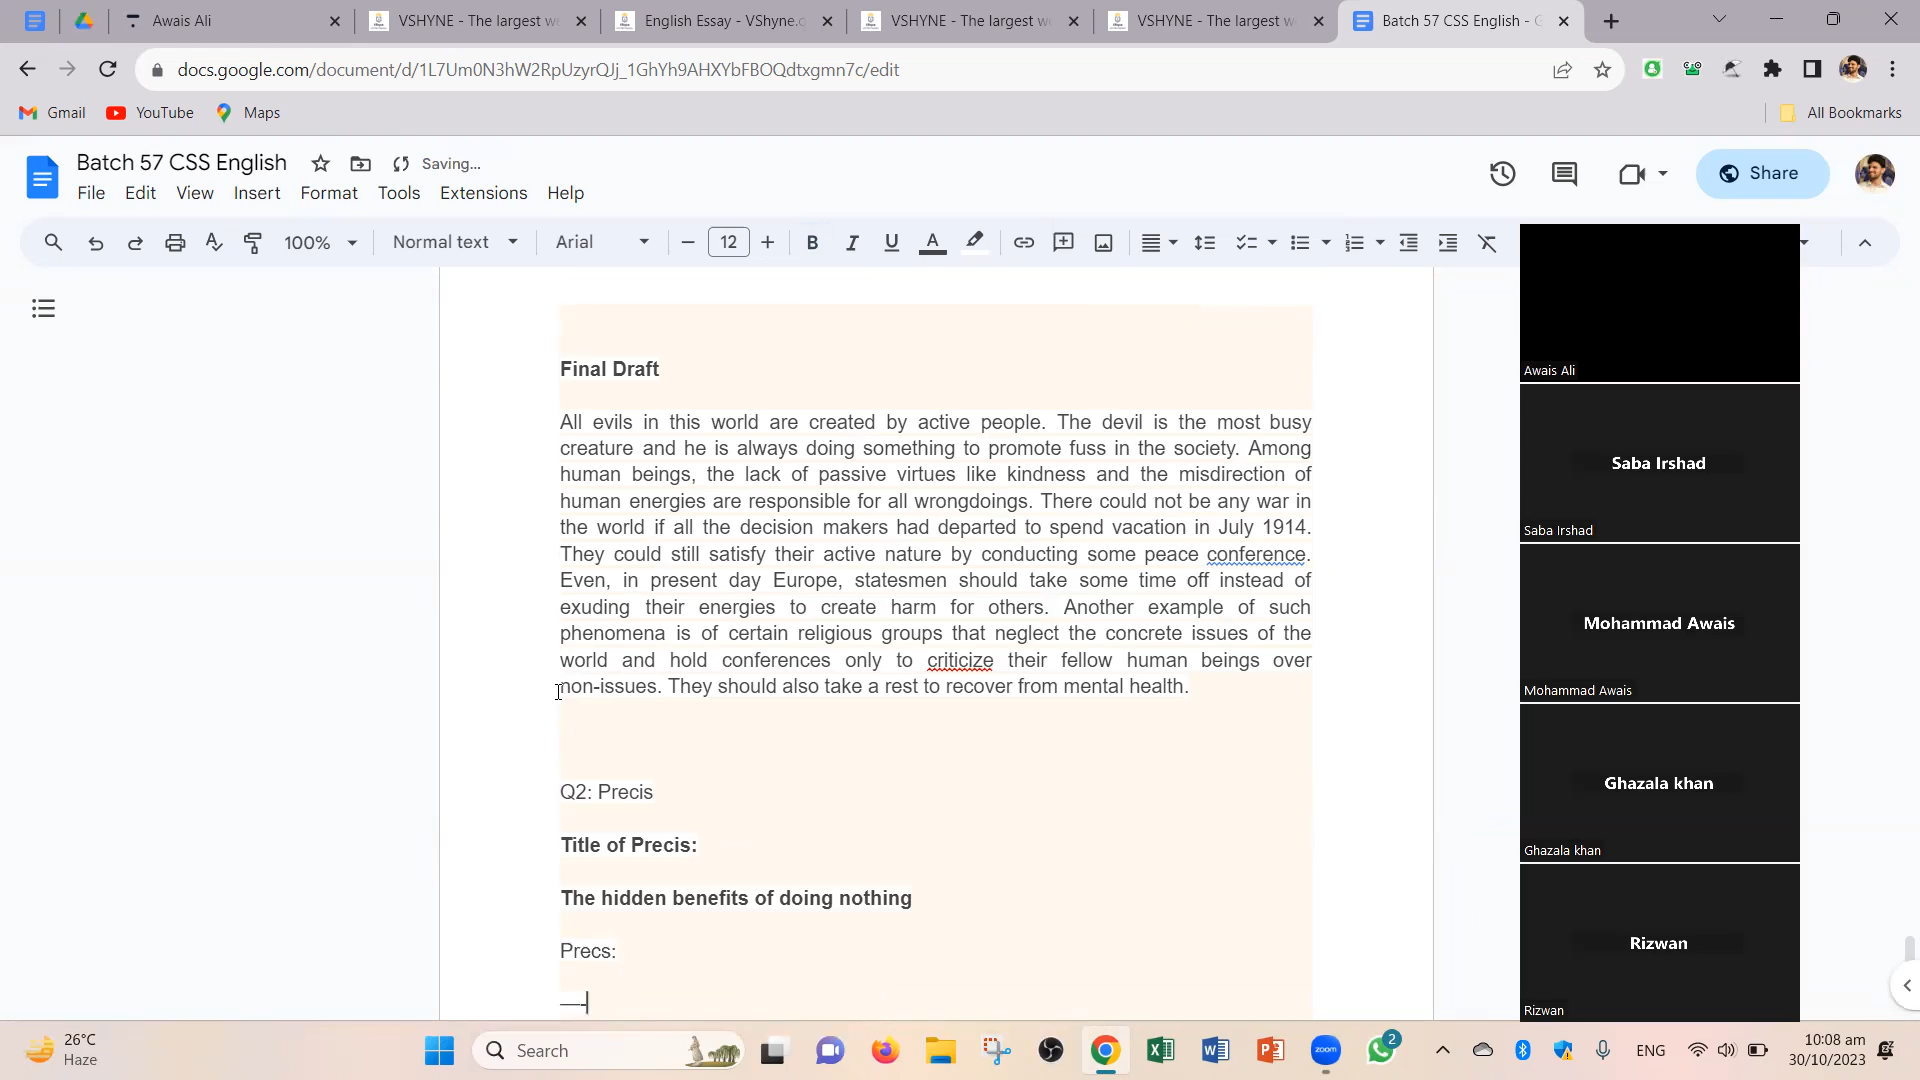 Awais Ali
VSHYNE - The largest w
English Essay - VShyne.
VSHYNE - The largest w
VSHYNE - The largest w
Batch 57 CSS English - G
docs.google.com/document/d/1L7Um0N3hW2RpUzyrQJj_1GhYh9AHXYbFBOQdtxgmn7c/edit
Gmail
YouTube
Maps
All Bookmarks
Batch 57 CSS English
Saving...
File Edit View Insert Format Tools Extensions Help
Share
100%
Normal text
Arial
12
Final Draft
All evils in this world are created by active people. The devil is the most busy
creature and he is always doing something to promote fuss in the society. Among
human beings, the lack of passive virtues like kindness and the misdirection of
human energies are responsible for all wrongdoings. There could not be any war in
the world if all the decision makers had departed to spend vacation in July 1914.
They could still satisfy their active nature by conducting some peace conference.
Even, in present day Europe, statesmen should take some time off instead of
exuding their energies to create harm for others. Another example of such
phenomena is of certain religious groups that neglect the concrete issues of the
world and hold conferences only to criticize their fellow human beings over
non-issues. They should also take a rest to recover from mental health.
Q2: Precis
Title of Precis:
The hidden benefits of doing nothing
Precs:
—-
Awais Ali
Saba Irshad
Saba Irshad
Mohammad Awais
Mohammad Awais
Ghazala khan
Ghazala khan
Rizwan
Rizwan
26°C
Haze
Search
zoom
2
ENG
10:08 am
30/10/2023